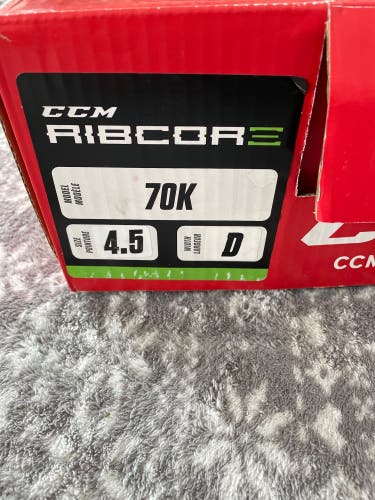 CCM
RIBCORE
MODEL
MODÈLE
70K
SIZE
POINTURE
4.5
WIDTH
LARGEUR
D
CCM